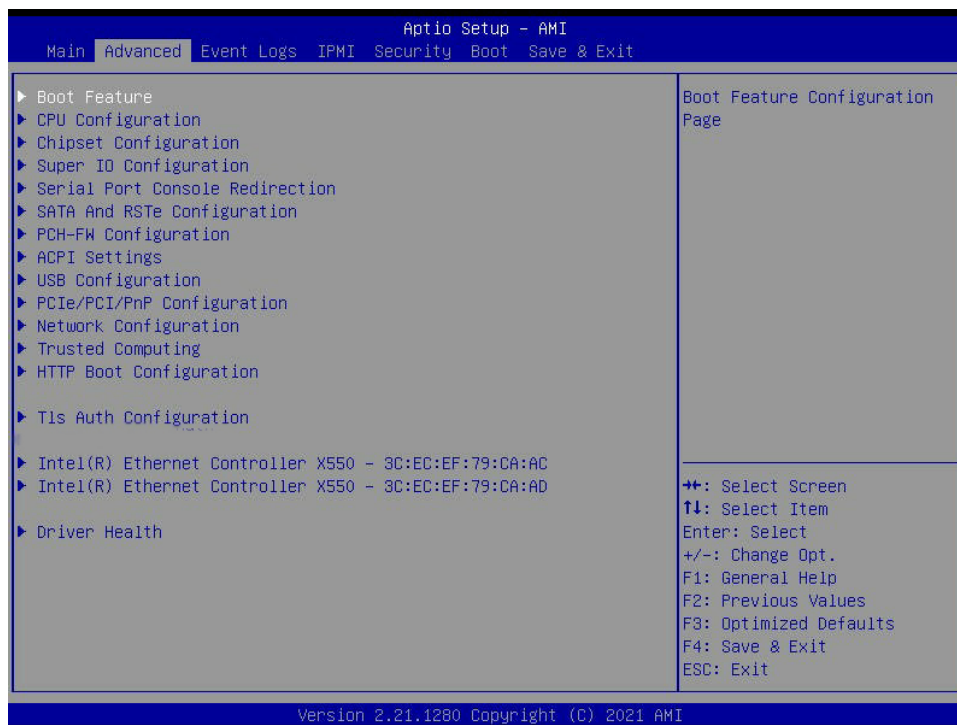 Aptio Setup - AMI
Main Advanced Event Logs IPMI Security Boot Save & Exit
▶ Boot Feature
▶ CPU Configuration
▶ Chipset Configuration
▶ Super IO Configuration
▶ Serial Port Console Redirection
▶ SATA And RSTe Configuration
▶ PCH-FW Configuration
▶ ACPI Settings
▶ USB Configuration
▶ PCIe/PCI/PnP Configuration
▶ Network Configuration
▶ Trusted Computing
▶ HTTP Boot Configuration
▶ Tls Auth Configuration
▶ Intel(R) Ethernet Controller X550 - 3C:EC:EF:79:CA:AC
▶ Intel(R) Ethernet Controller X550 - 3C:EC:EF:79:CA:AD
▶ Driver Health
Boot Feature Configuration
Page
→←: Select Screen
↑↓: Select Item
Enter: Select
+/-: Change Opt.
F1: General Help
F2: Previous Values
F3: Optimized Defaults
F4: Save & Exit
ESC: Exit
Version 2.21.1280 Copyright (C) 2021 AMI